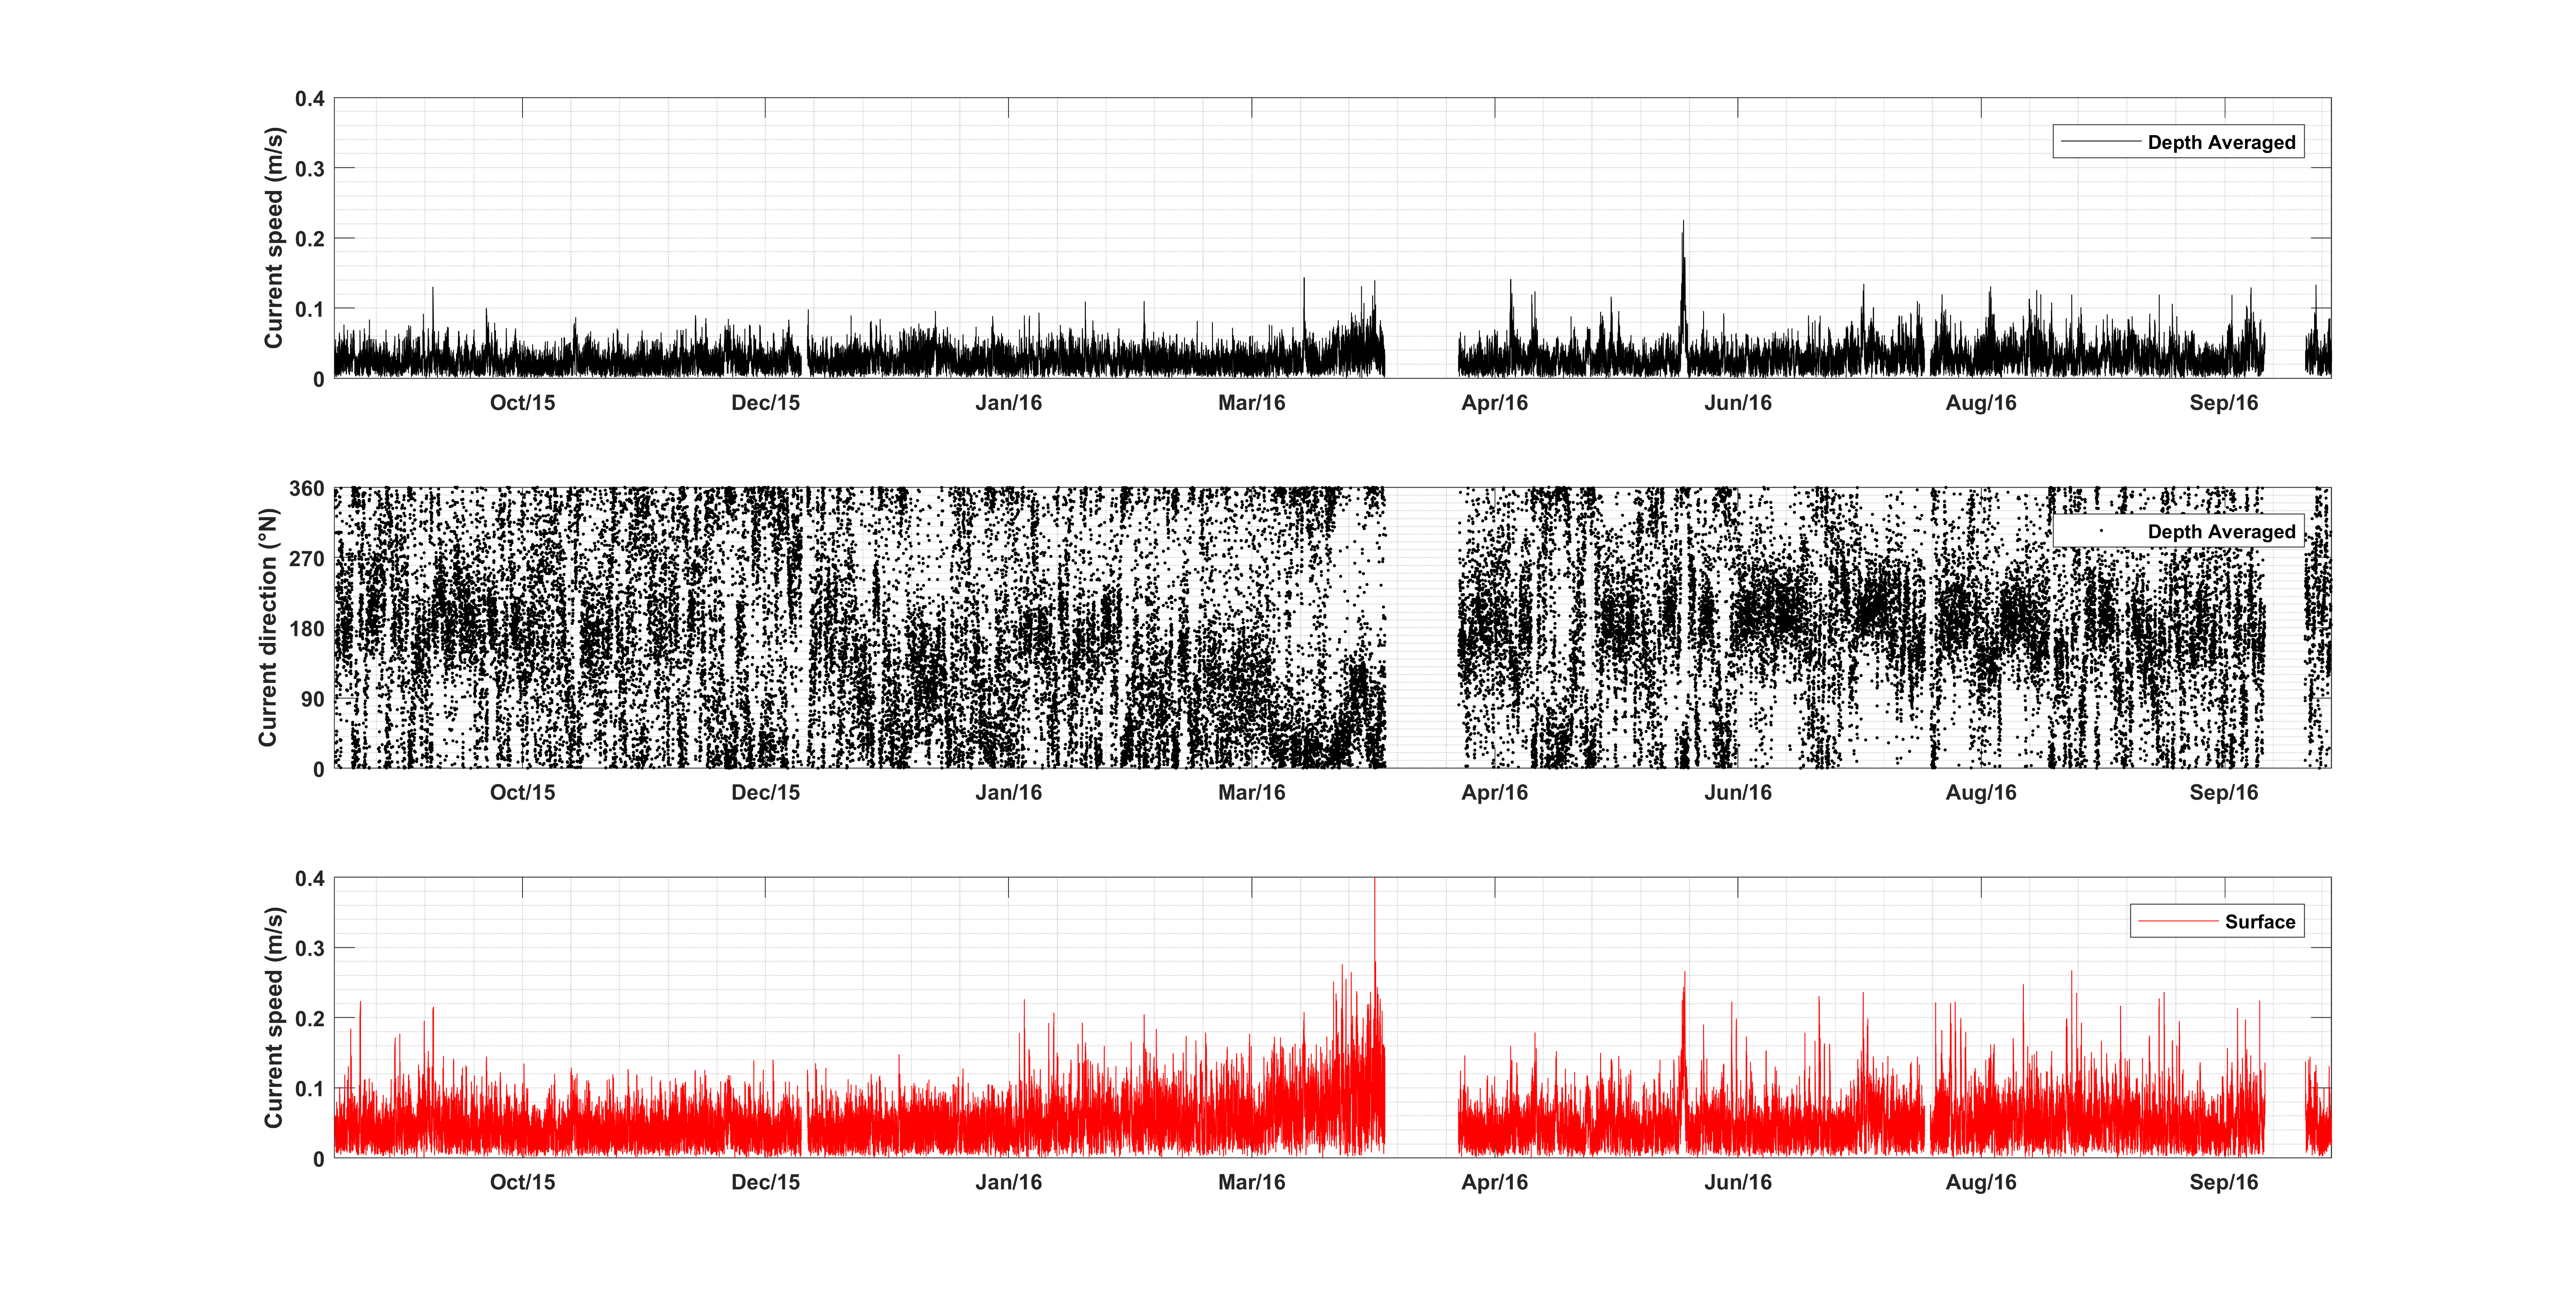 Current speed (m/s)
0.4
0.3
0.2
0.1
0
Depth Averaged
Oct/15 Dec/15 Jan/16 Mar/16 Apr/16 Jun/16 Aug/16 Sep/16
Current direction (°N)
360
270
180
90
0
Depth Averaged
Oct/15 Dec/15 Jan/16 Mar/16 Apr/16 Jun/16 Aug/16 Sep/16
Current speed (m/s)
0.4
0.3
0.2
0.1
0
Surface
Oct/15 Dec/15 Jan/16 Mar/16 Apr/16 Jun/16 Aug/16 Sep/16